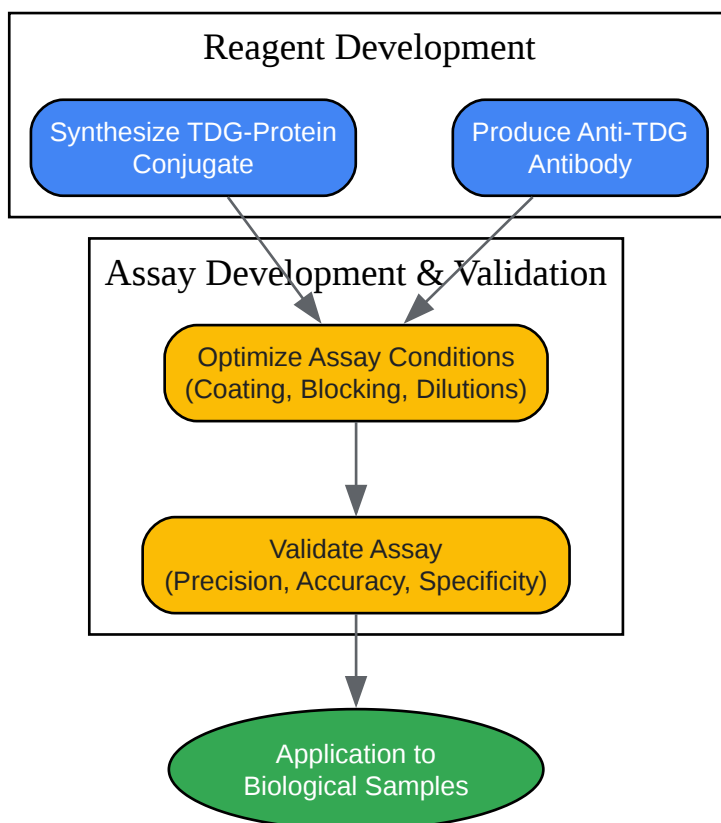 Reagent Development
Synthesize TDG-Protein
Conjugate
Produce Anti-TDG
Antibody
Assay Development & Validation
Optimize Assay Conditions
(Coating, Blocking, Dilutions)
Validate Assay
(Precision, Accuracy, Specificity)
Application to
Biological Samples